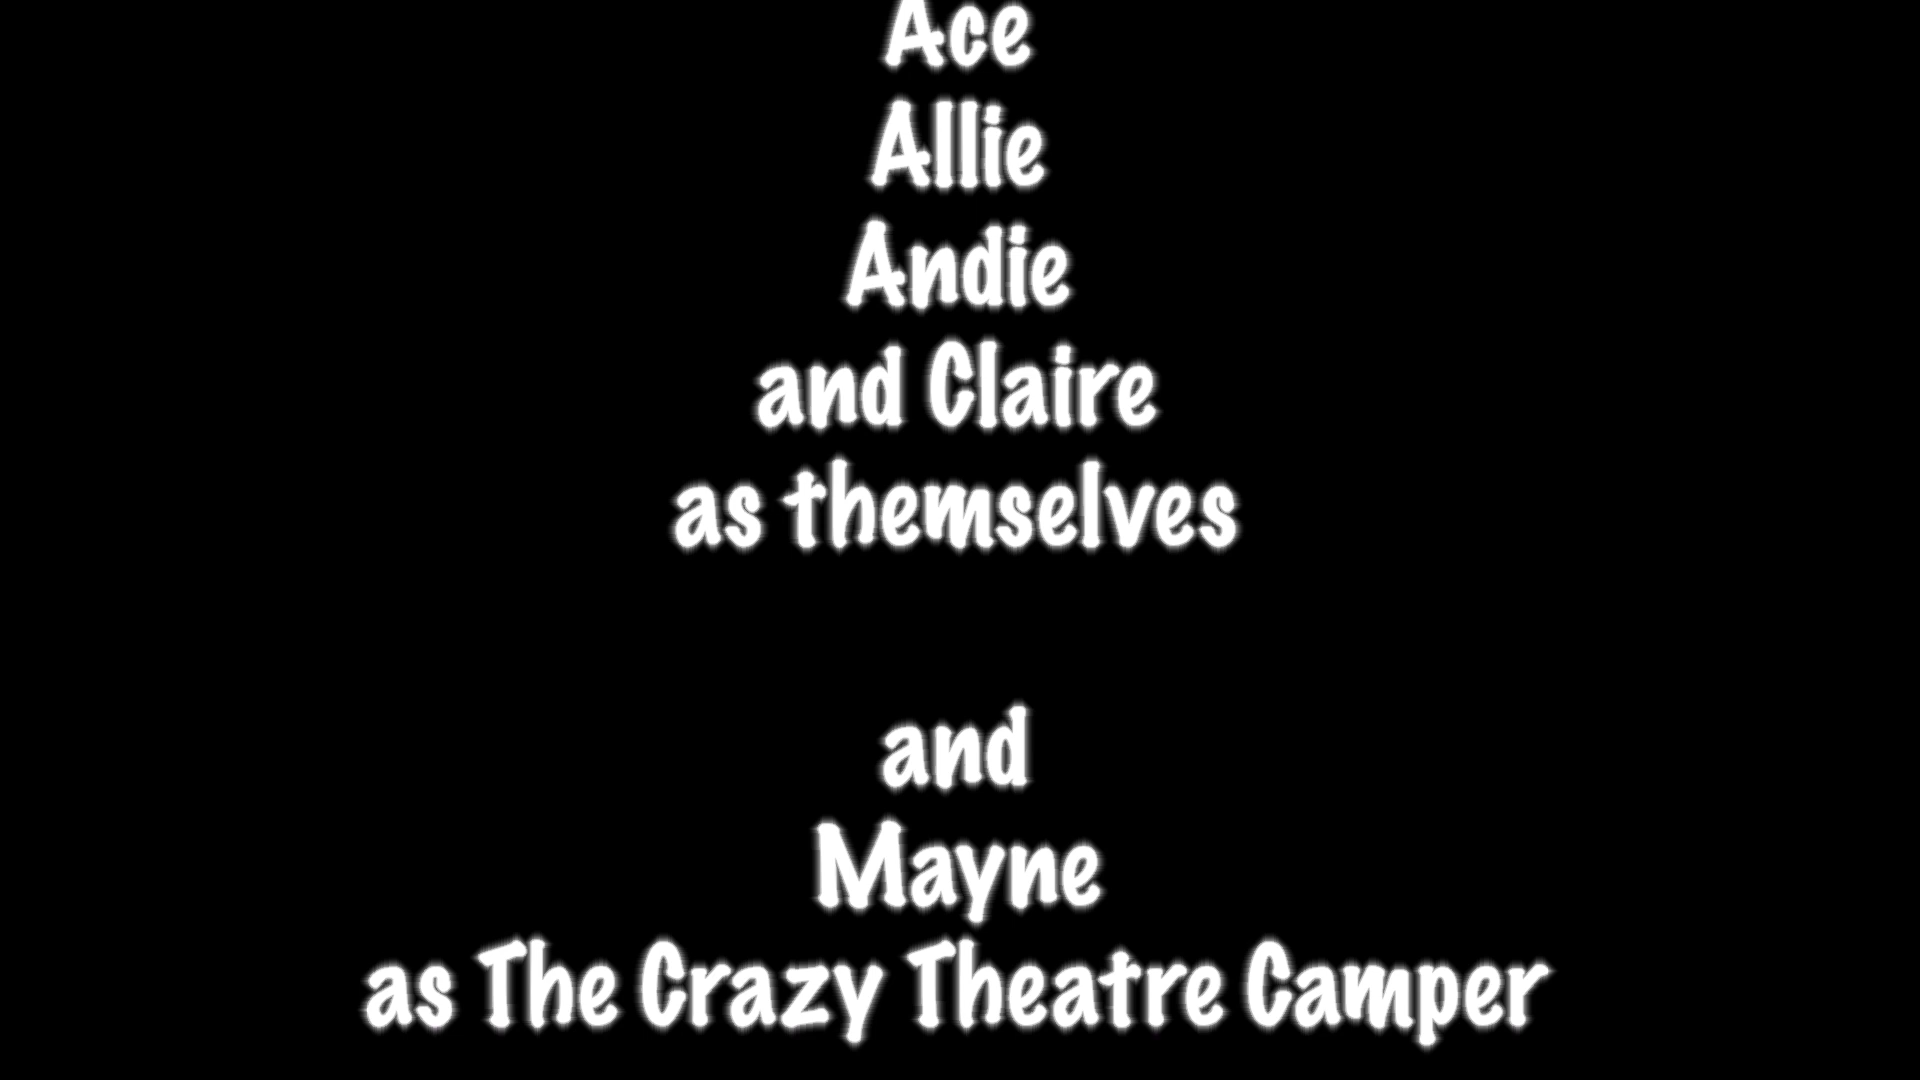 Ace
Allie
Andie
and Claire
as themselves
and
Mayne
as The Crazy Theatre Camper